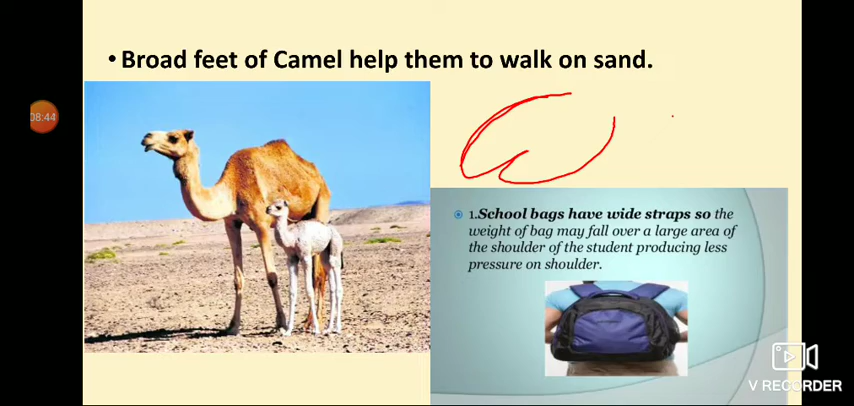 • Broad feet of Camel help them to walk on sand.
08:44
1.School bags have wide straps so the
weight of bag may fall over a large area of
the shoulder of the student producing less
pressure on shoulder.
V RECORDER